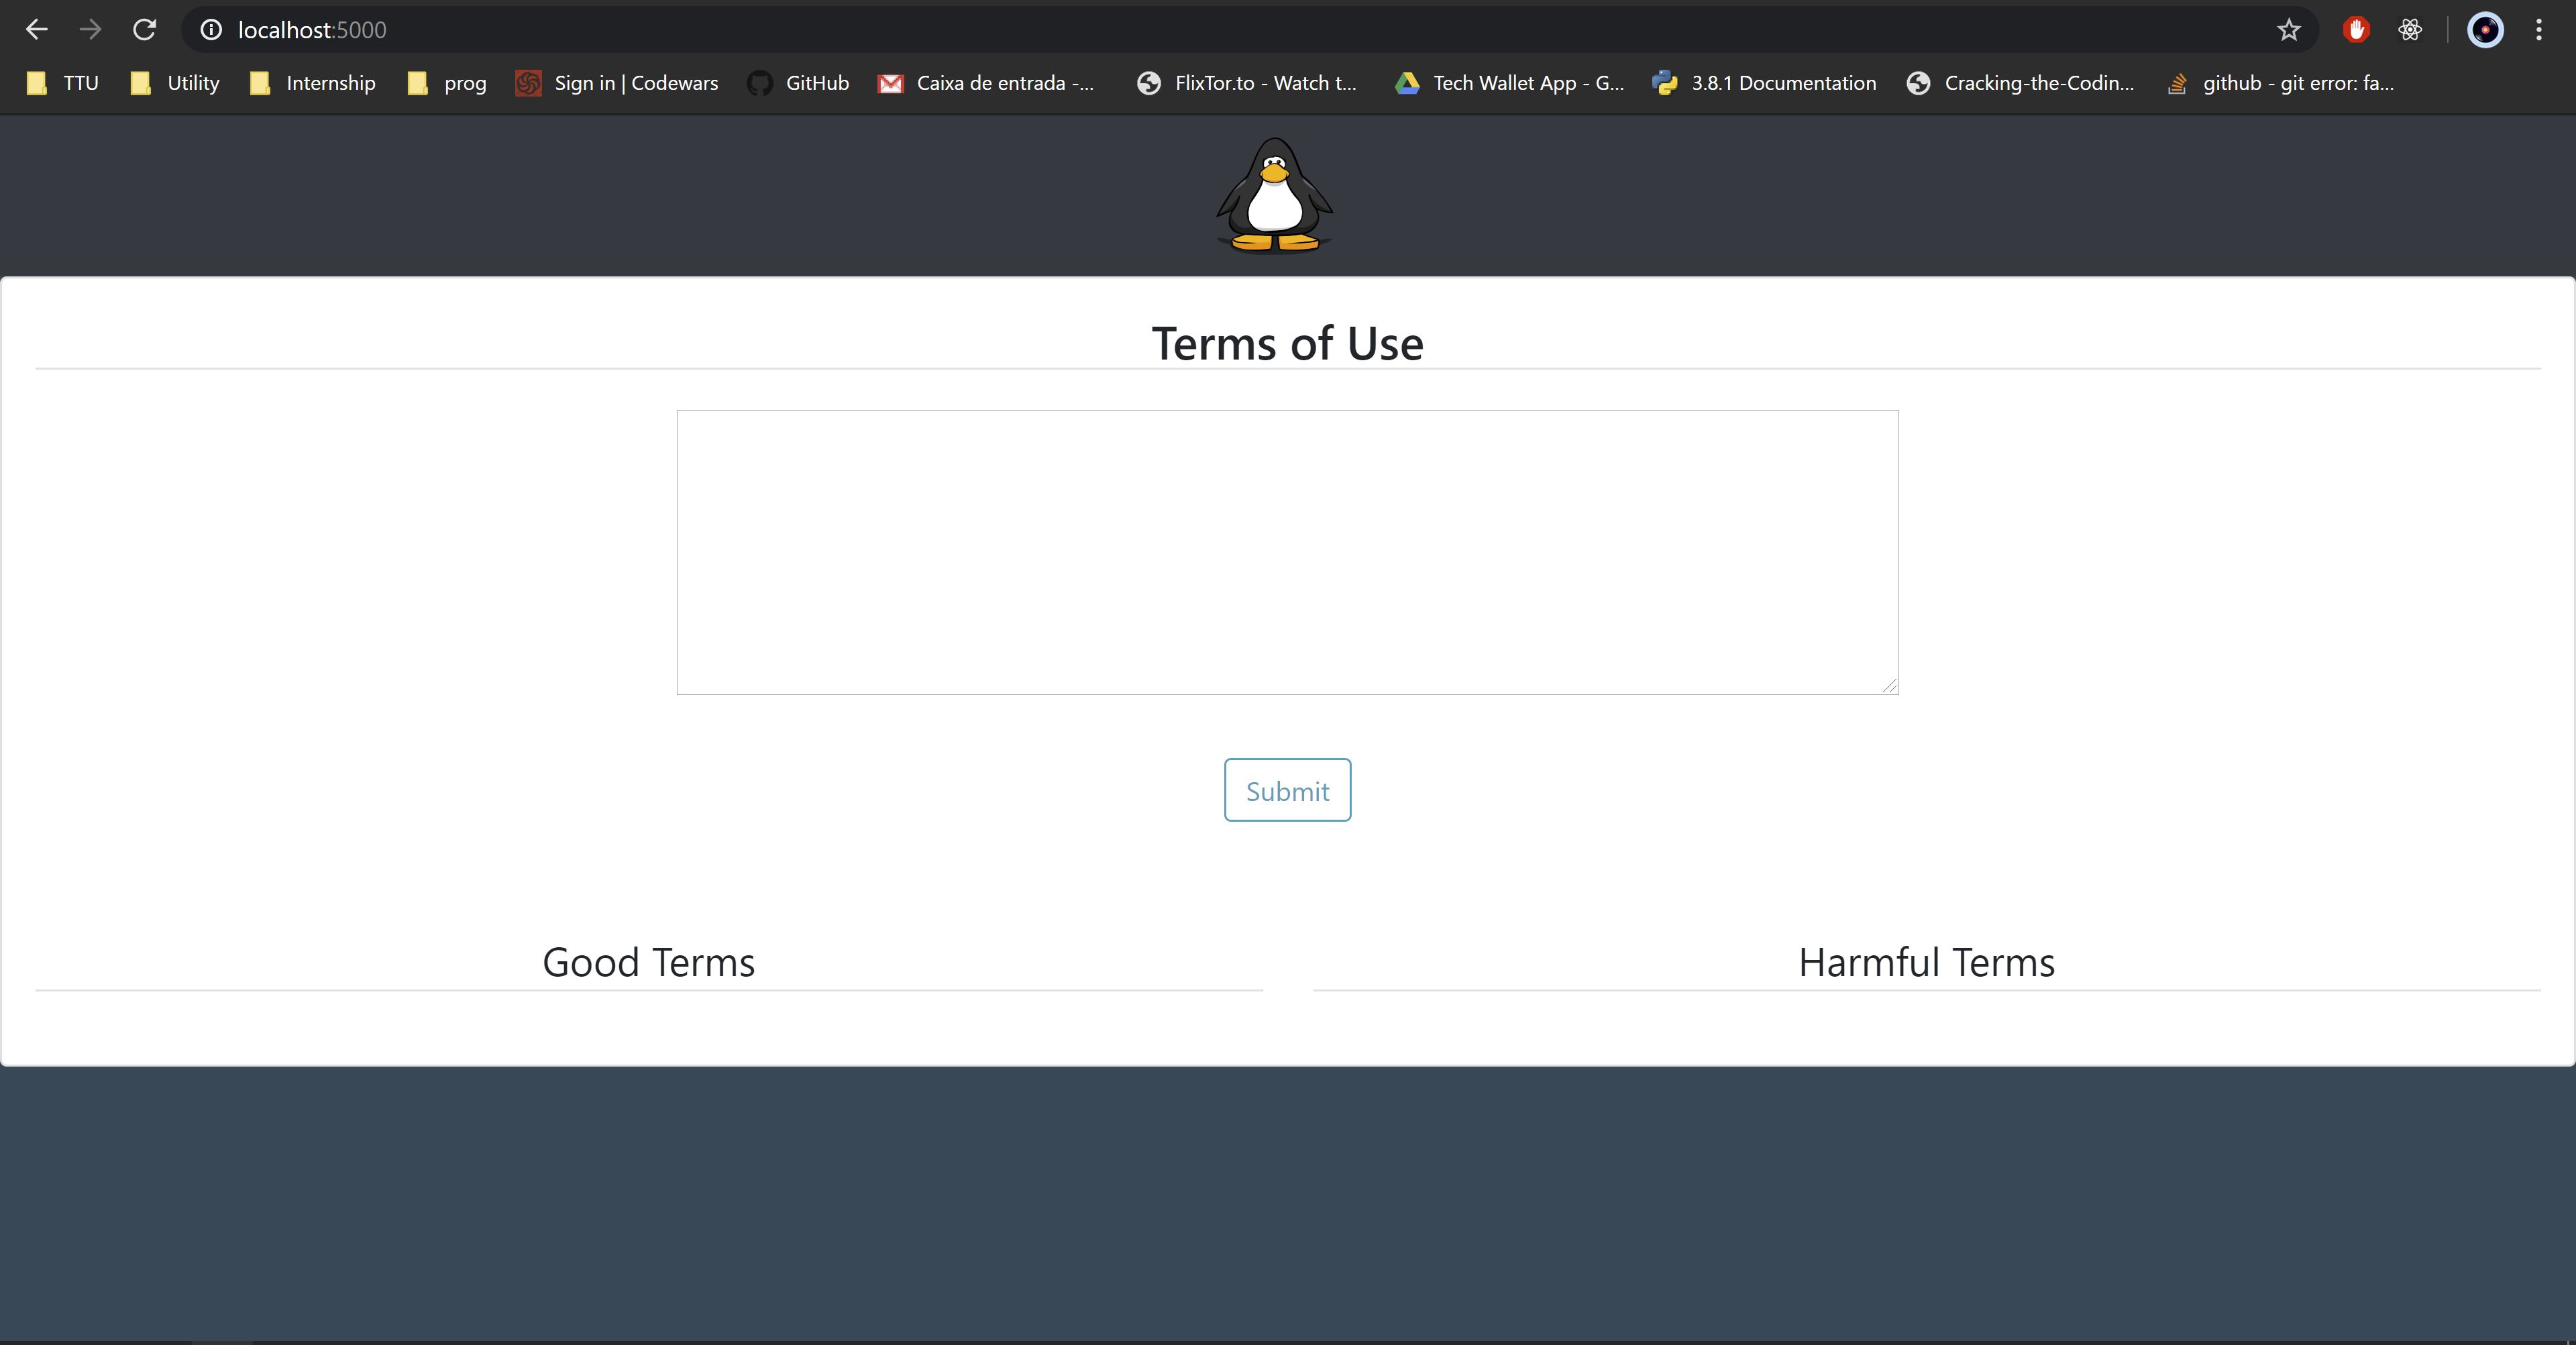 localhost:5000
TTU Utility Internship prog Sign in | Codewars GitHub Caixa de entrada -... FlixTor.to - Watch t... Tech Wallet App - G... 3.8.1 Documentation Cracking-the-Codin... github - git error: fa...
Terms of Use
Submit
Good Terms Harmful Terms